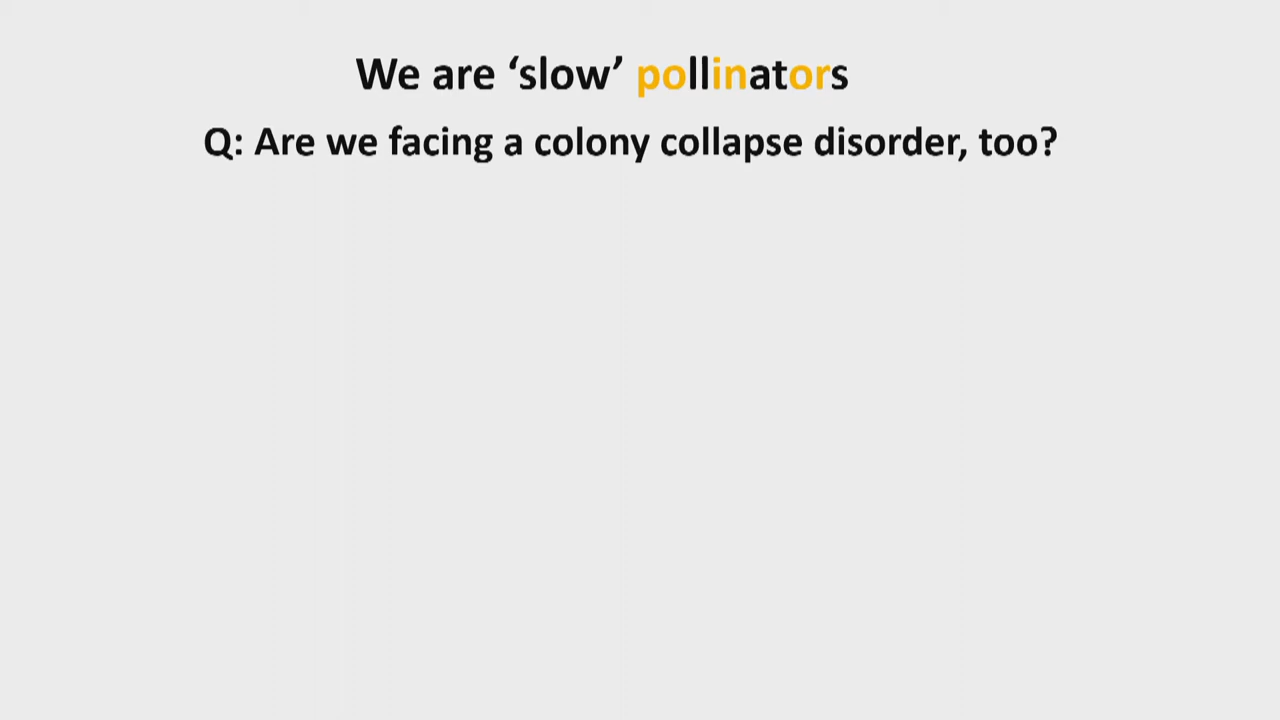 We are ‘slow’ pollinators
Q: Are we facing a colony collapse disorder, too?